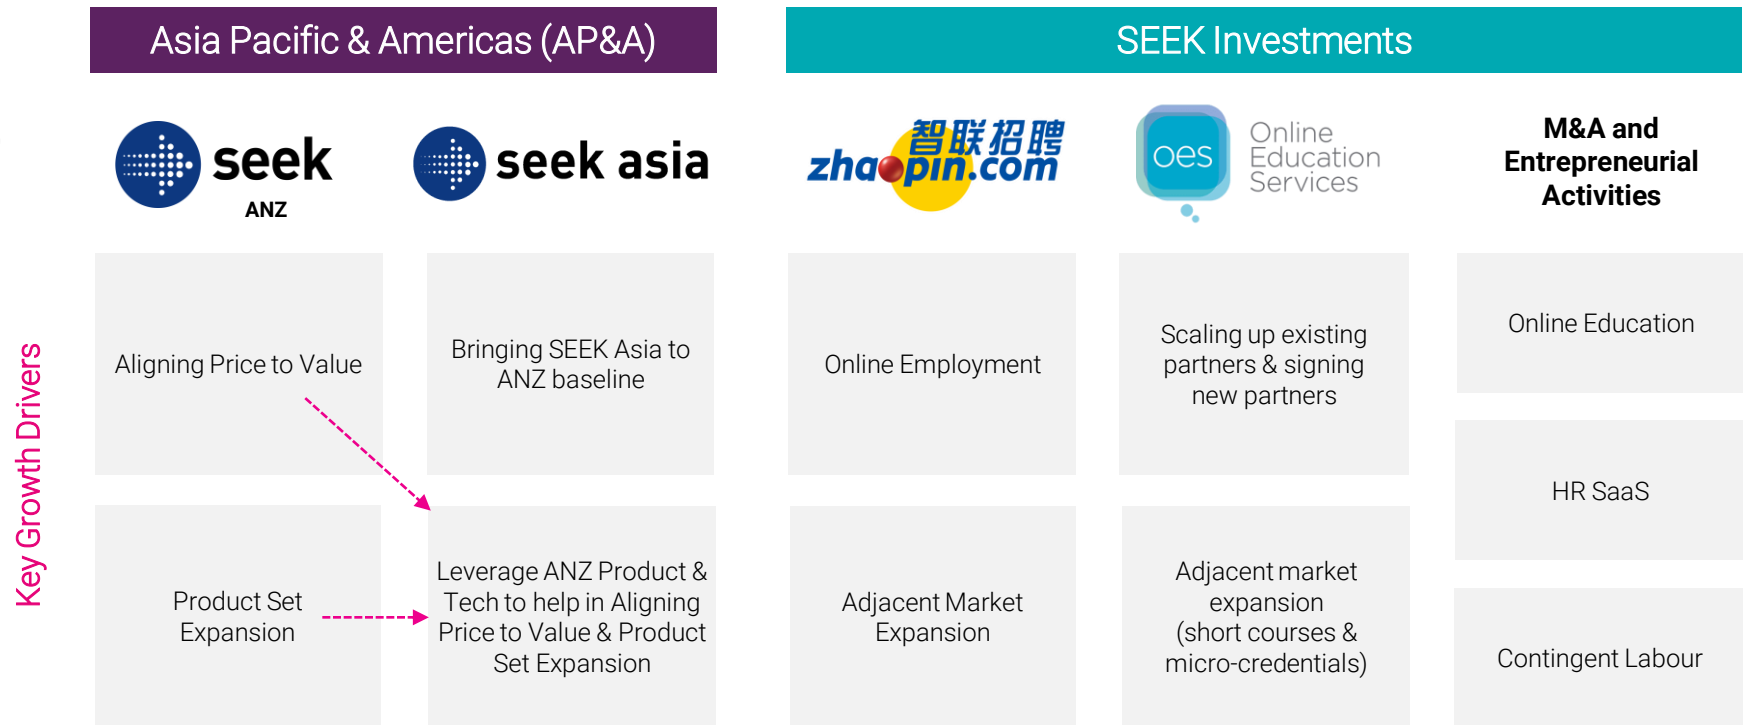 Asia Pacific & Americas (AP&A)
SEEK Investments
seek
ANZ
seek asia
智联招聘
zhaopin.com
oes
Online
Education
Services
M&A and
Entrepreneurial
Activities
Key Growth Drivers
Aligning Price to Value
Bringing SEEK Asia to
ANZ baseline
Online Employment
Scaling up existing
partners & signing
new partners
Online Education
HR SaaS
Product Set
Expansion
Leverage ANZ Product &
Tech to help in Aligning
Price to Value & Product
Set Expansion
Adjacent Market
Expansion
Adjacent market
expansion
(short courses &
micro-credentials)
Contingent Labour